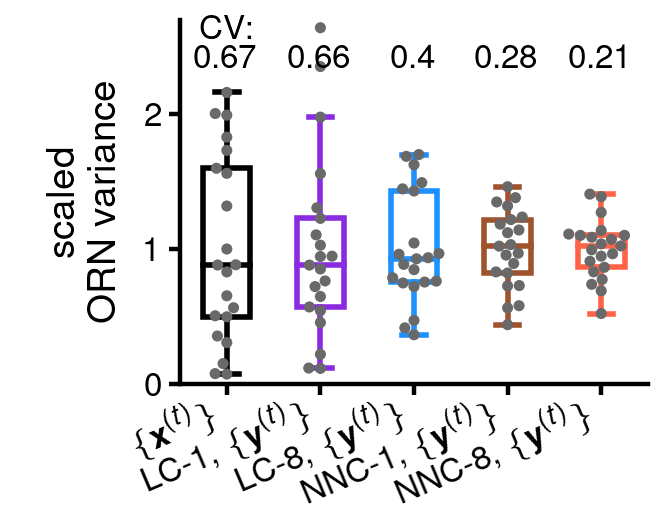 CV:
0.67 0.66 0.4 0.28 0.21
2
1
0
scaled
ORN variance
{𝐱⁽ᵗ⁾}
LC-1, {𝐲⁽ᵗ⁾}
LC-8, {𝐲⁽ᵗ⁾}
NNC-1, {𝐲⁽ᵗ⁾}
NNC-8, {𝐲⁽ᵗ⁾}